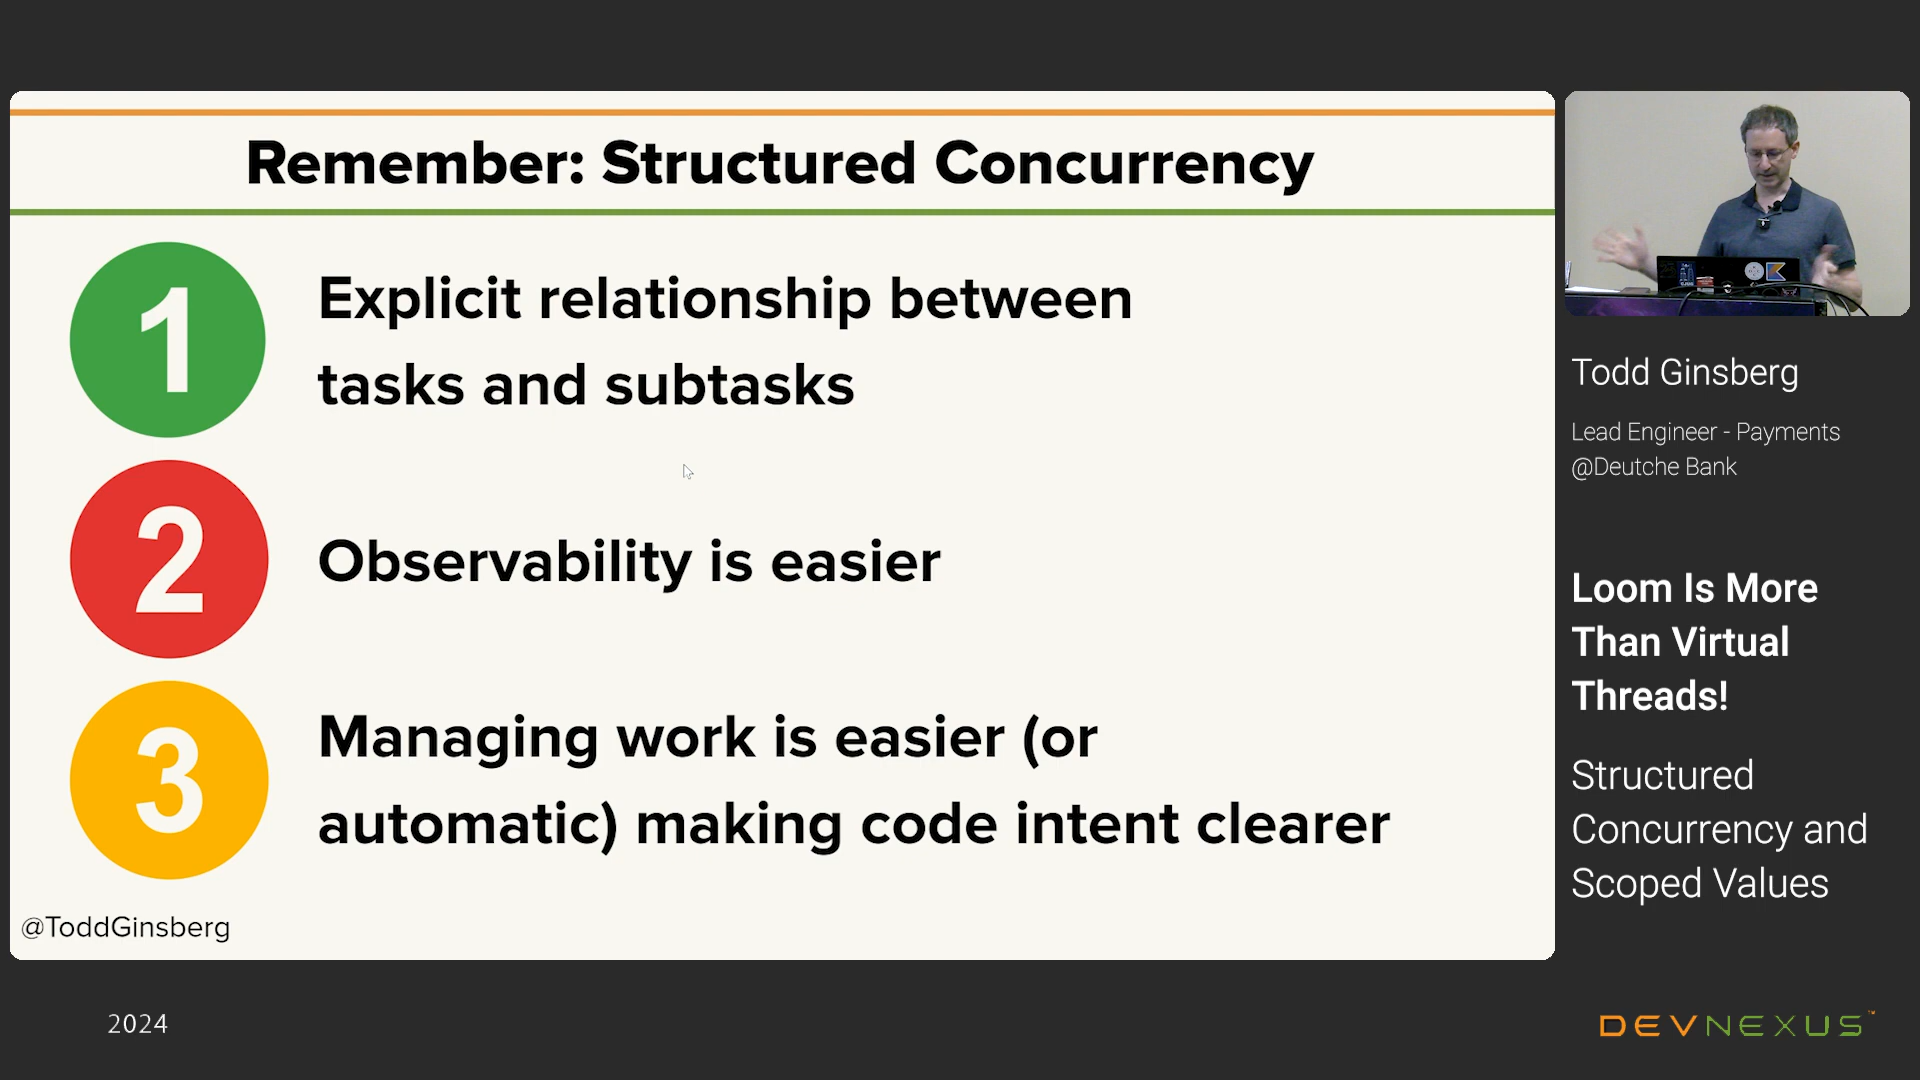 Remember: Structured Concurrency
1
Explicit relationship between
tasks and subtasks
2
Observability is easier
3
Managing work is easier (or
automatic) making code intent clearer
@ToddGinsberg
Todd Ginsberg
Lead Engineer - Payments
@Deutche Bank
Loom Is More
Than Virtual
Threads!
Structured
Concurrency and
Scoped Values
2024
DEVNEXUS™